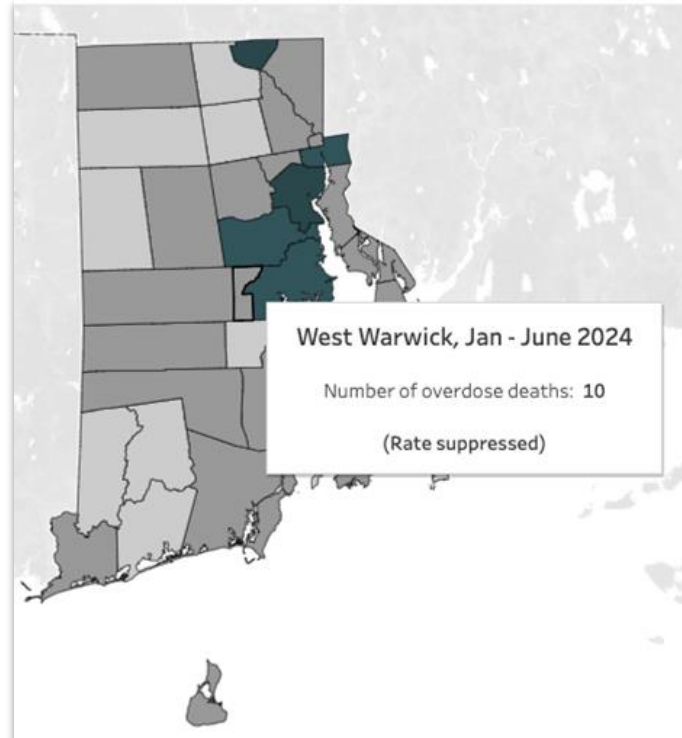 West Warwick, Jan - June 2024
Number of overdose deaths: 10
(Rate suppressed)